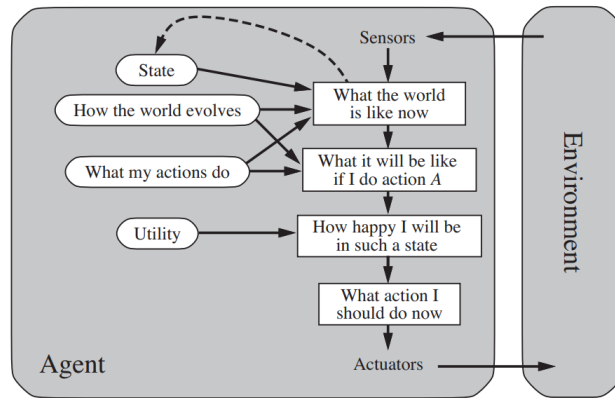 Sensors
State
What the world
is like now
How the world evolves
What it will be like
if I do action A
What my actions do
How happy I will be
in such a state
Utility
What action I
should do now
Agent
Actuators
Environment